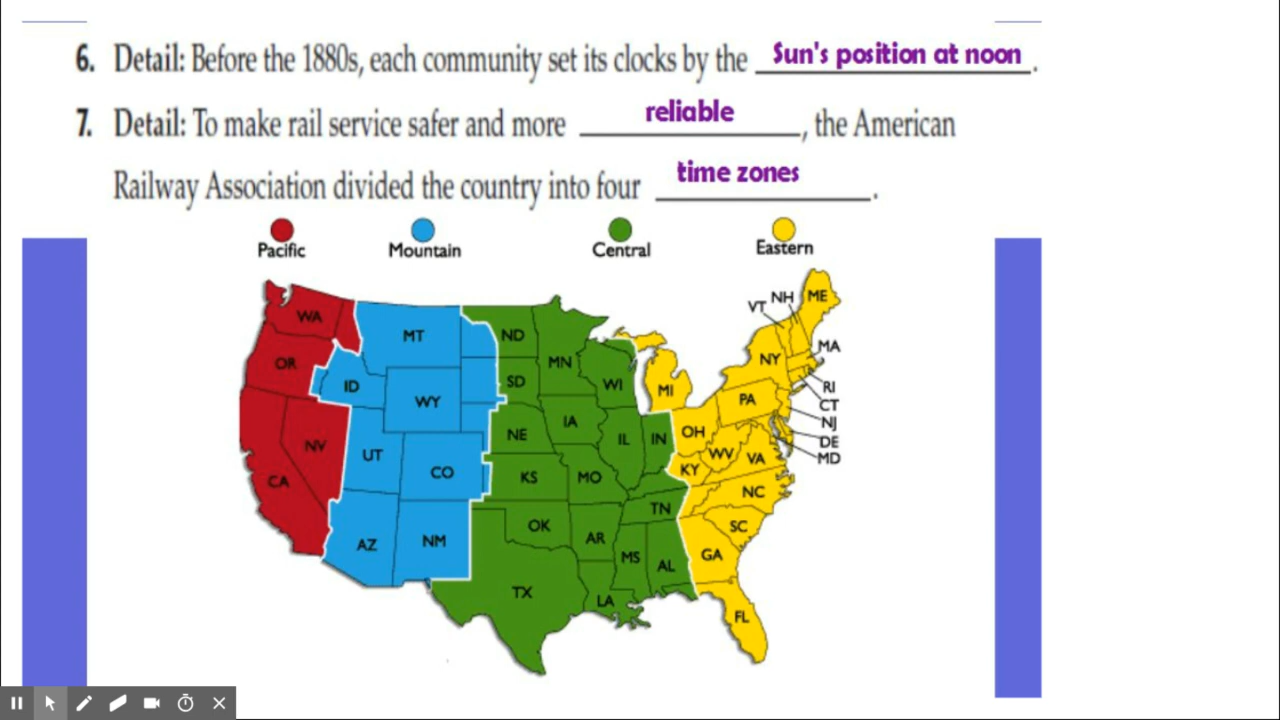 6. Detail: Before the 1880s, each community set its clocks by the Sun's position at noon.
7. Detail: To make rail service safer and more reliable, the American
Railway Association divided the country into four time zones.
Pacific Mountain Central Eastern
WA MT ND MN VT NH ME
OR ID WY SD WI MI NY MA
RI
CT
NJ
DE
MD
NV UT CO NE IA IL IN OH PA
CA KS MO KY WV VA
AZ NM OK AR TN NC
SC
TX MS AL GA
LA FL